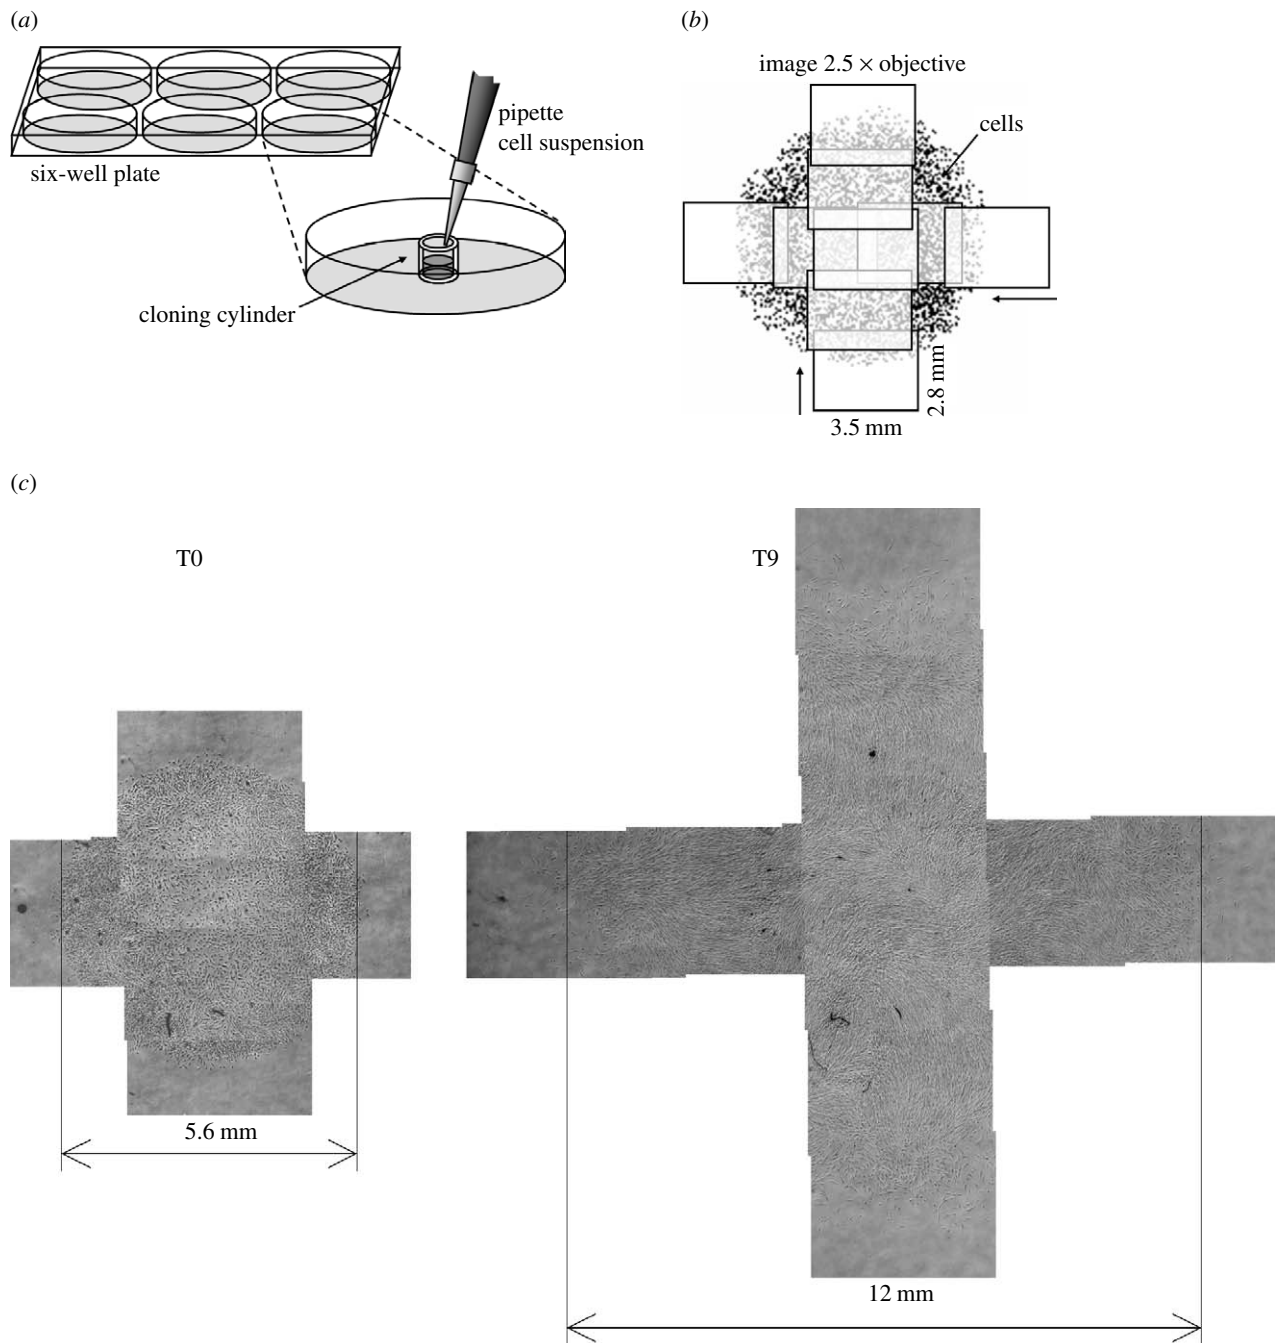 (a)
(b)
image 2.5 × objective
pipette
cell suspension
cells
six-well plate
cloning cylinder
2.8 mm
3.5 mm
(c)
T0
T9
5.6 mm
12 mm